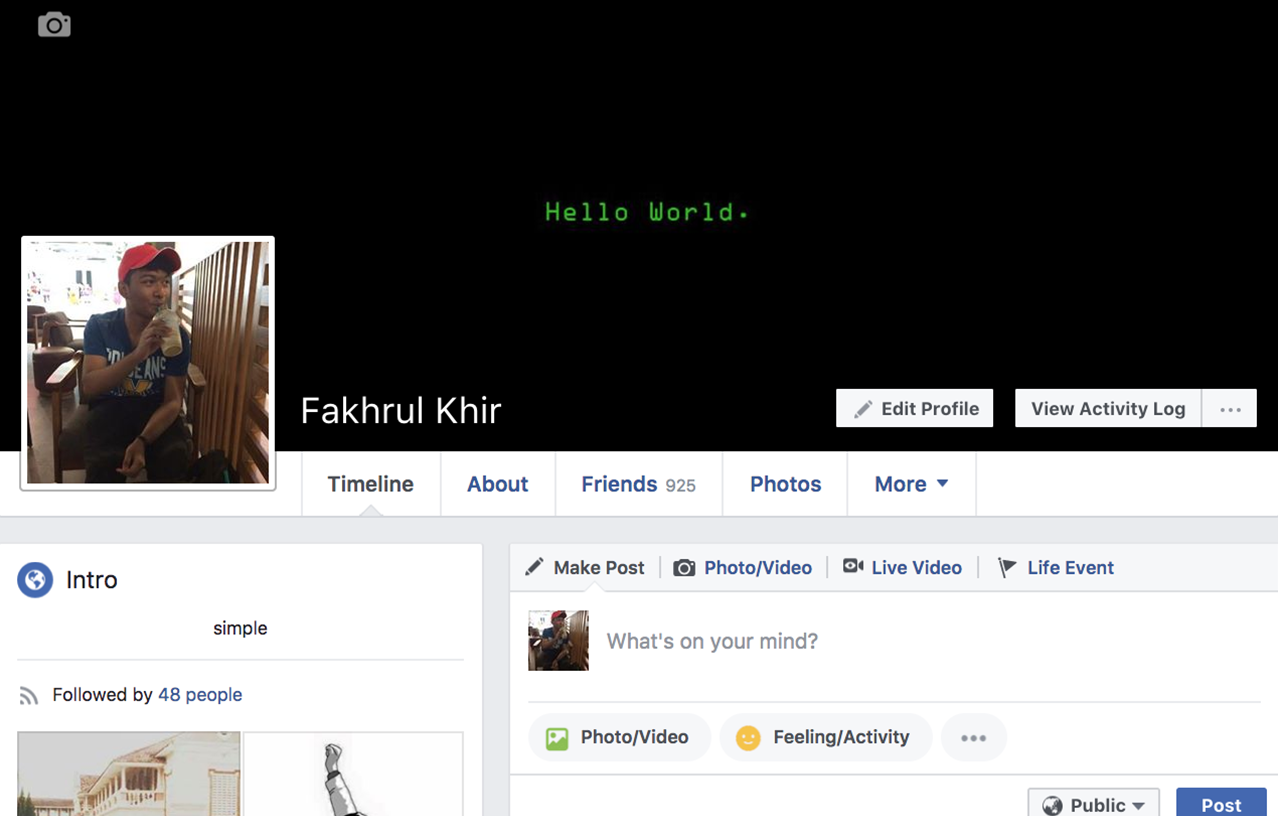 Hello World.
Fakhrul Khir
Edit Profile
View Activity Log
Timeline
About
Friends 925
Photos
More
Intro
simple
Followed by 48 people
Make Post
Photo/Video
Live Video
Life Event
What's on your mind?
Photo/Video
Feeling/Activity
Public
Post